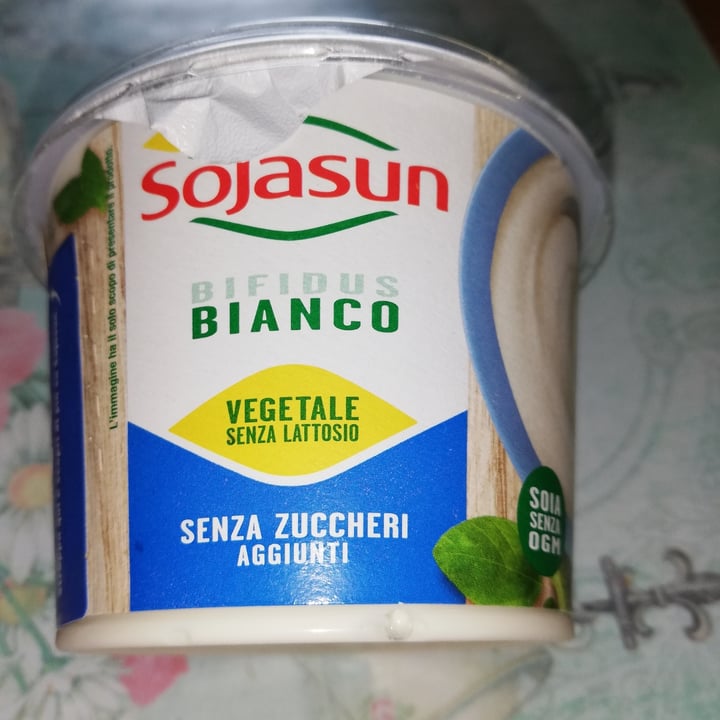 Sojasun
BIFIDUS
BIANCO
VEGETALE
SENZA LATTOSIO
SENZA ZUCCHERI
AGGIUNTI
SOIA
SENZA
OGM
L'immagine ha il solo scopo di presentare il prodotto.